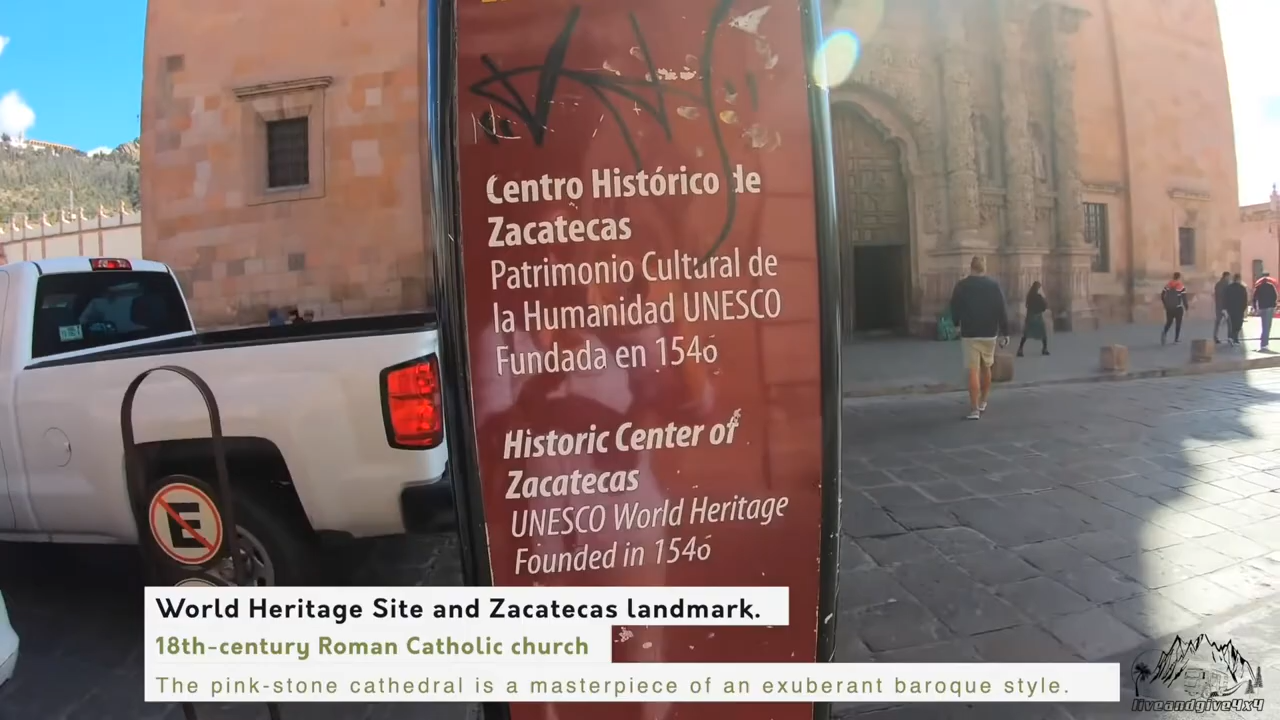 Centro Histórico de
Zacatecas
Patrimonio Cultural de
la Humanidad UNESCO
Fundada en 1546
Historic Center of
Zacatecas
UNESCO World Heritage
Founded in 1546
E
World Heritage Site and Zacatecas landmark.
18th-century Roman Catholic church
The pink-stone cathedral is a masterpiece of an exuberant baroque style.
liveandgive4x4